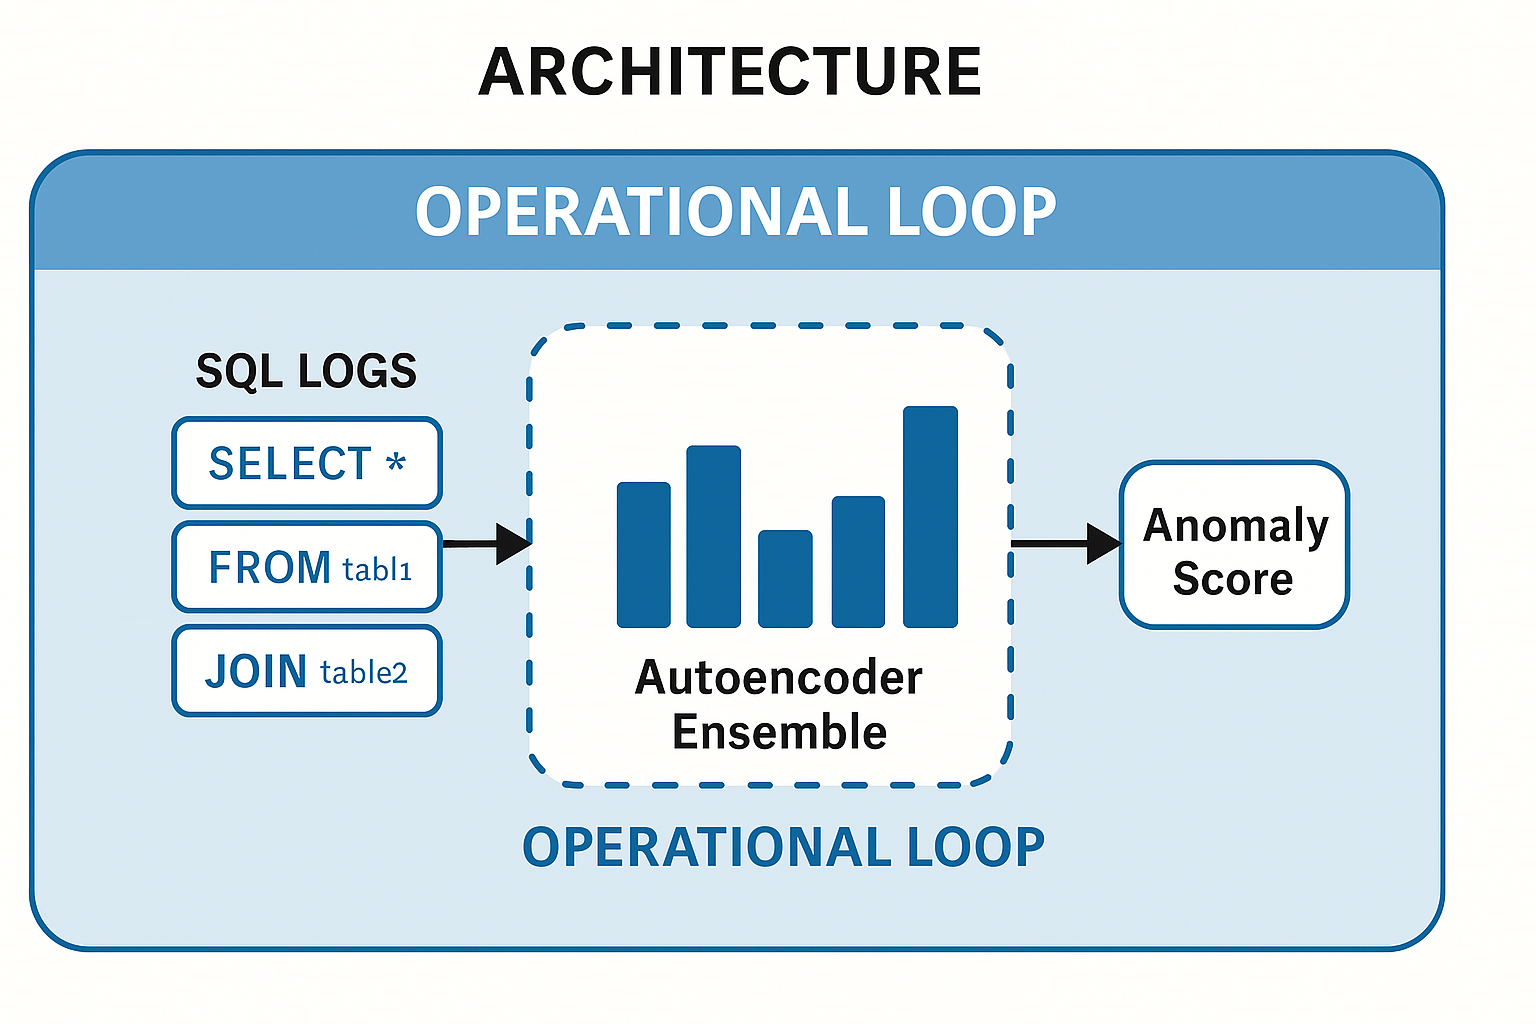 ARCHITECTURE
OPERATIONAL LOOP
SQL LOGS
SELECT *
FROM tabl1
JOIN table2
Autoencoder
Ensemble
Anomaly
Score
OPERATIONAL LOOP